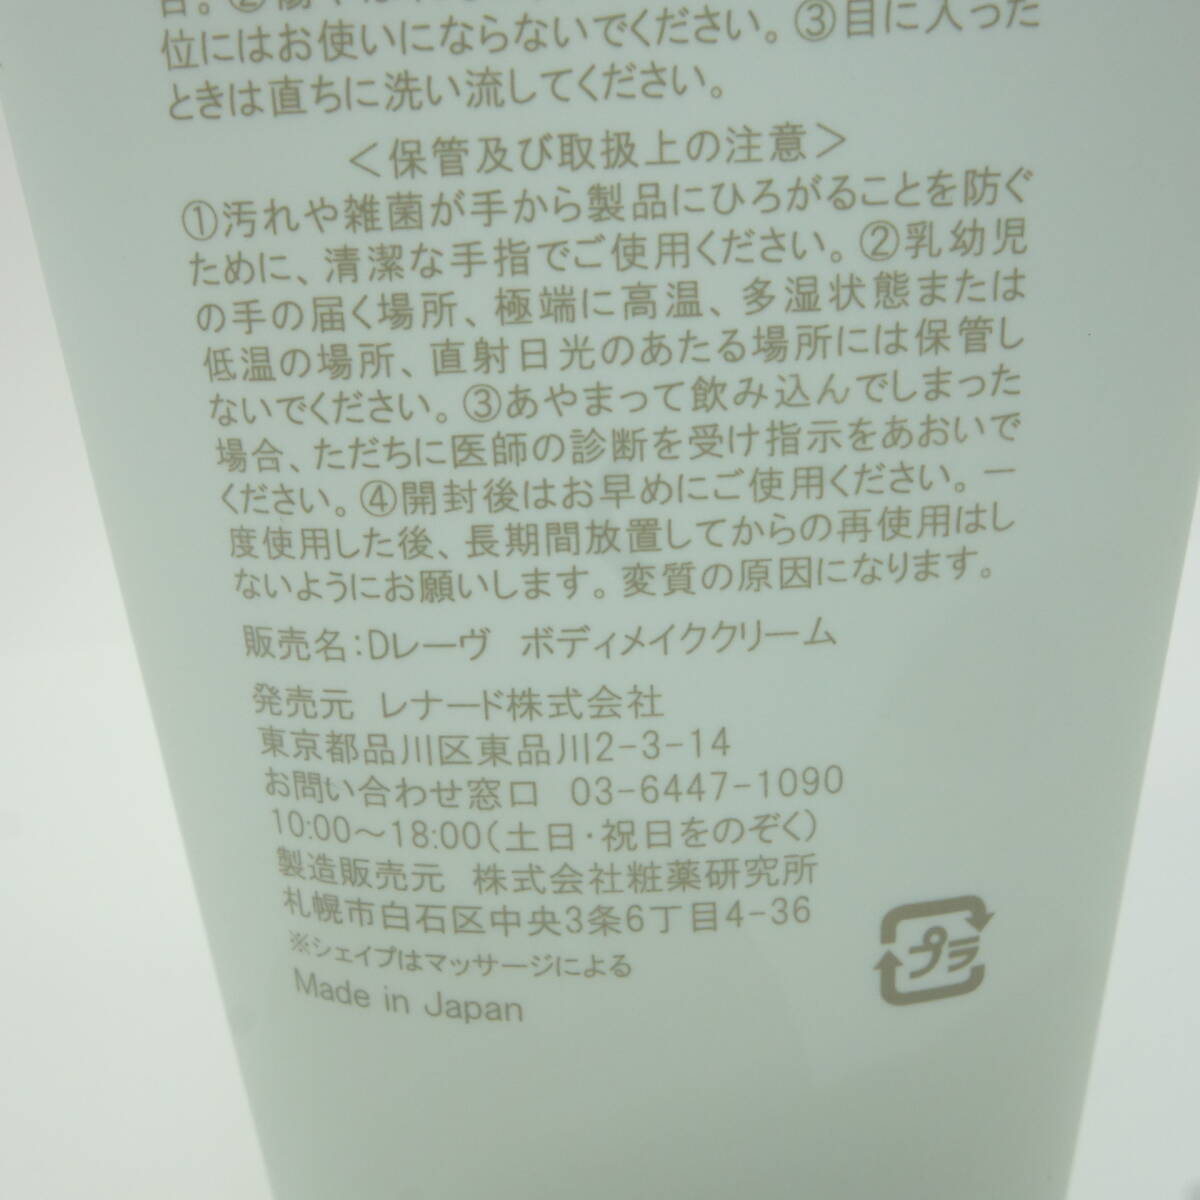 位にはお使いにならないでください。③目に入った
ときは直ちに洗い流してください。
＜保管及び取扱上の注意＞
①汚れや雑菌が手から製品にひろがることを防ぐ
ために、清潔な手指でご使用ください。②乳幼児
の手の届く場所、極端に高温、多湿状態または
低温の場所、直射日光のあたる場所には保管し
ないでください。③あやまって飲み込んでしまった
場合、ただちに医師の診断を受け指示をあおいで
ください。④開封後はお早めにご使用ください。一
度使用した後、長期間放置してからの再使用はし
ないようにお願いします。変質の原因になります。
販売名：Dレーヴ　ボディメイククリーム
発売元　レナード株式会社
東京都品川区東品川2-3-14
お問い合わせ窓口　03-6447-1090
10:00～18:00（土日・祝日をのぞく）
製造販売元　株式会社粧薬研究所
札幌市白石区中央3条6丁目4-36
※シェイプはマッサージによる
Made in Japan
プラ